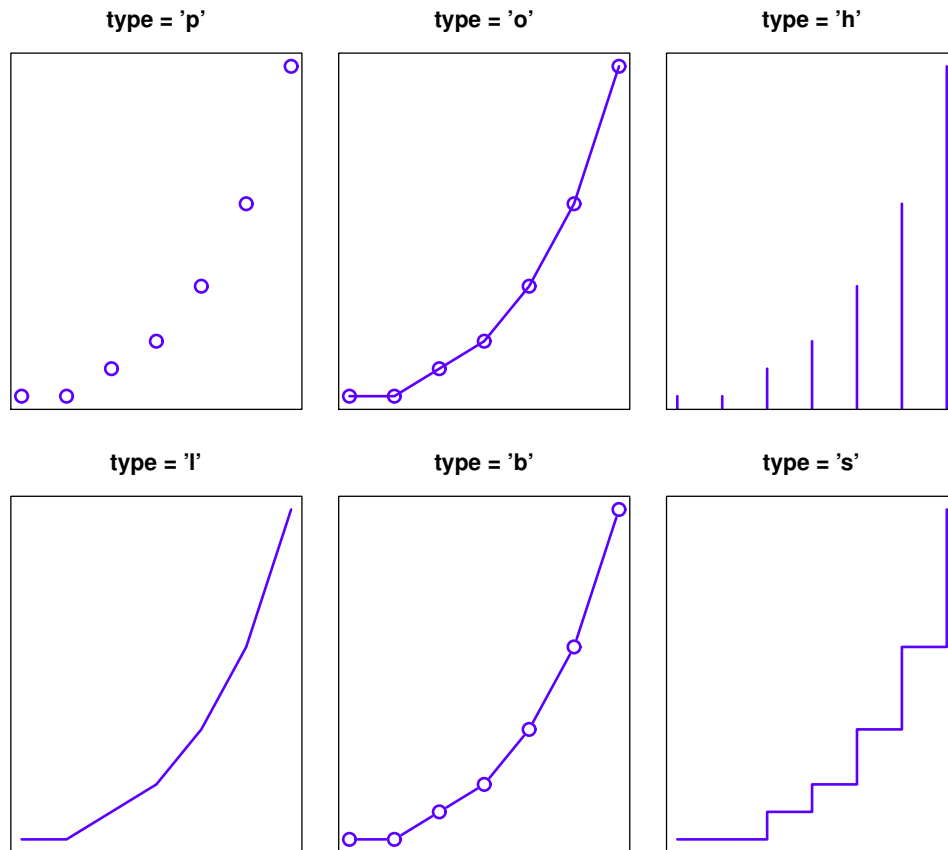 type = ’p’
type = ’o’
type = ’h’
type = ’l’
type = ’b’
type = ’s’